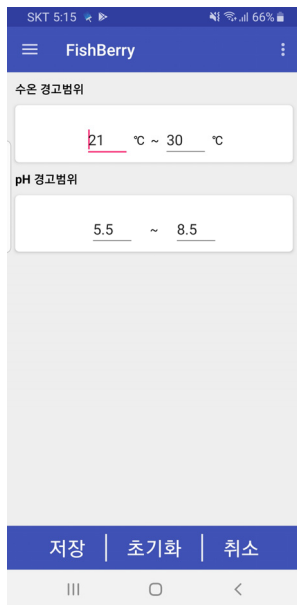 SKT 5:15 66%
FishBerry
수온 경고범위
21 ℃ ~ 30 ℃
pH 경고범위
5.5 ~ 8.5
저장 초기화 취소